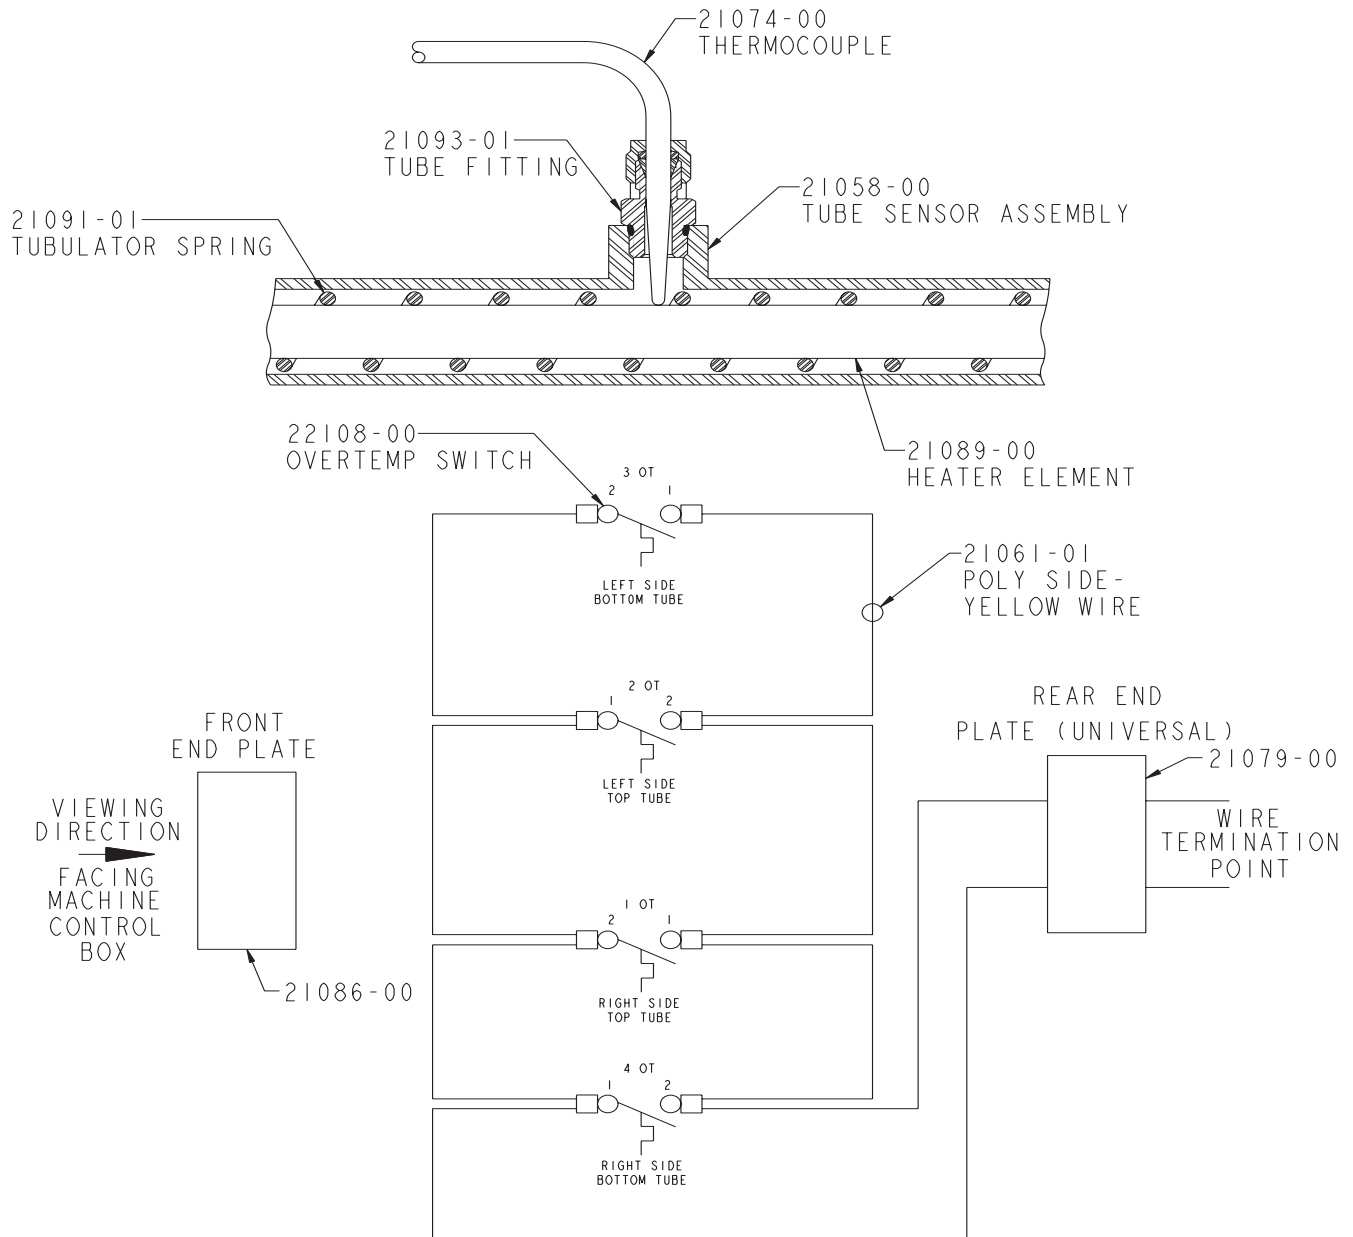 21074-00
THERMOCOUPLE
21093-01
TUBE FITTING
21058-00
TUBE SENSOR ASSEMBLY
21091-01
TUBULATOR SPRING
22108-00
OVERTEMP SWITCH
21089-00
HEATER ELEMENT
3 OT
2 1
LEFT SIDE
BOTTOM TUBE
21061-01
POLY SIDE-
YELLOW WIRE
2 OT
1 2
LEFT SIDE
TOP TUBE
FRONT
END PLATE
REAR END
PLATE (UNIVERSAL)
21079-00
VIEWING
DIRECTION
FACING
MACHINE
CONTROL
BOX
WIRE
TERMINATION
POINT
21086-00
1 OT
2 1
RIGHT SIDE
TOP TUBE
4 OT
1 2
RIGHT SIDE
BOTTOM TUBE